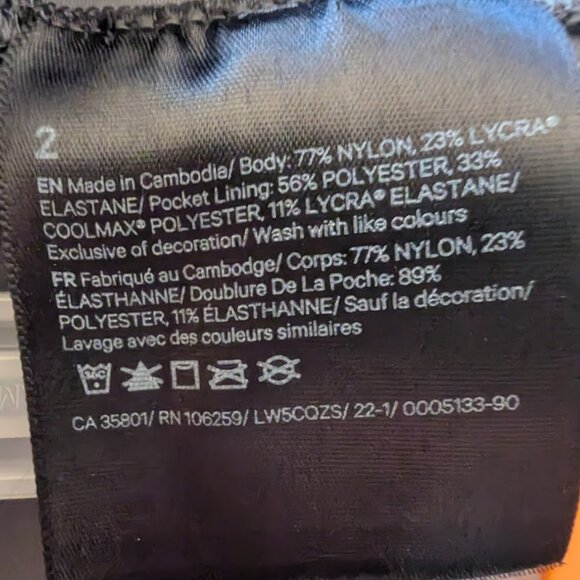 2
EN Made in Cambodia/ Body: 77% NYLON, 23% LYCRA®
ELASTANE/ Pocket Lining: 56% POLYESTER, 33%
COOLMAX® POLYESTER, 11% LYCRA® ELASTANE/
Exclusive of decoration/ Wash with like colours
FR Fabriqué au Cambodge/ Corps: 77% NYLON, 23%
ÉLASTHANNE/ Doublure De La Poche: 89%
POLYESTER, 11% ÉLASTHANNE/ Sauf la décoration/
Lavage avec des couleurs similaires
CA 35801/ RN 106259/ LW5CQZS/ 22-1/ 0005133-90